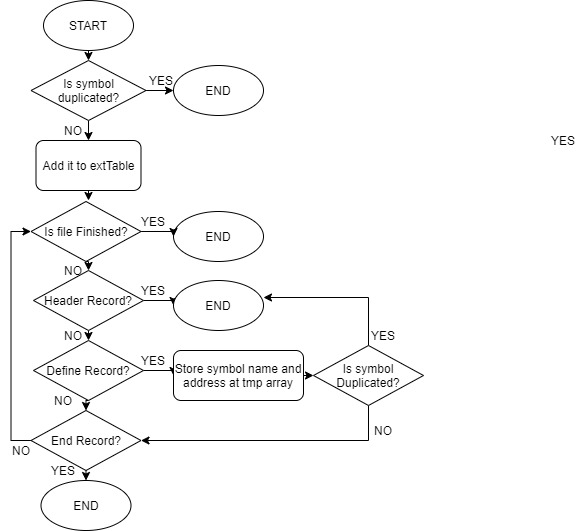 START
Is symbol
duplicated?
YES
END
NO
YES
Add it to extTable
Is file Finished?
YES
END
NO
Header Record?
YES
END
NO
YES
Define Record?
YES
Store symbol name and
address at tmp array
Is symbol
Duplicated?
NO
NO
End Record?
NO
YES
END